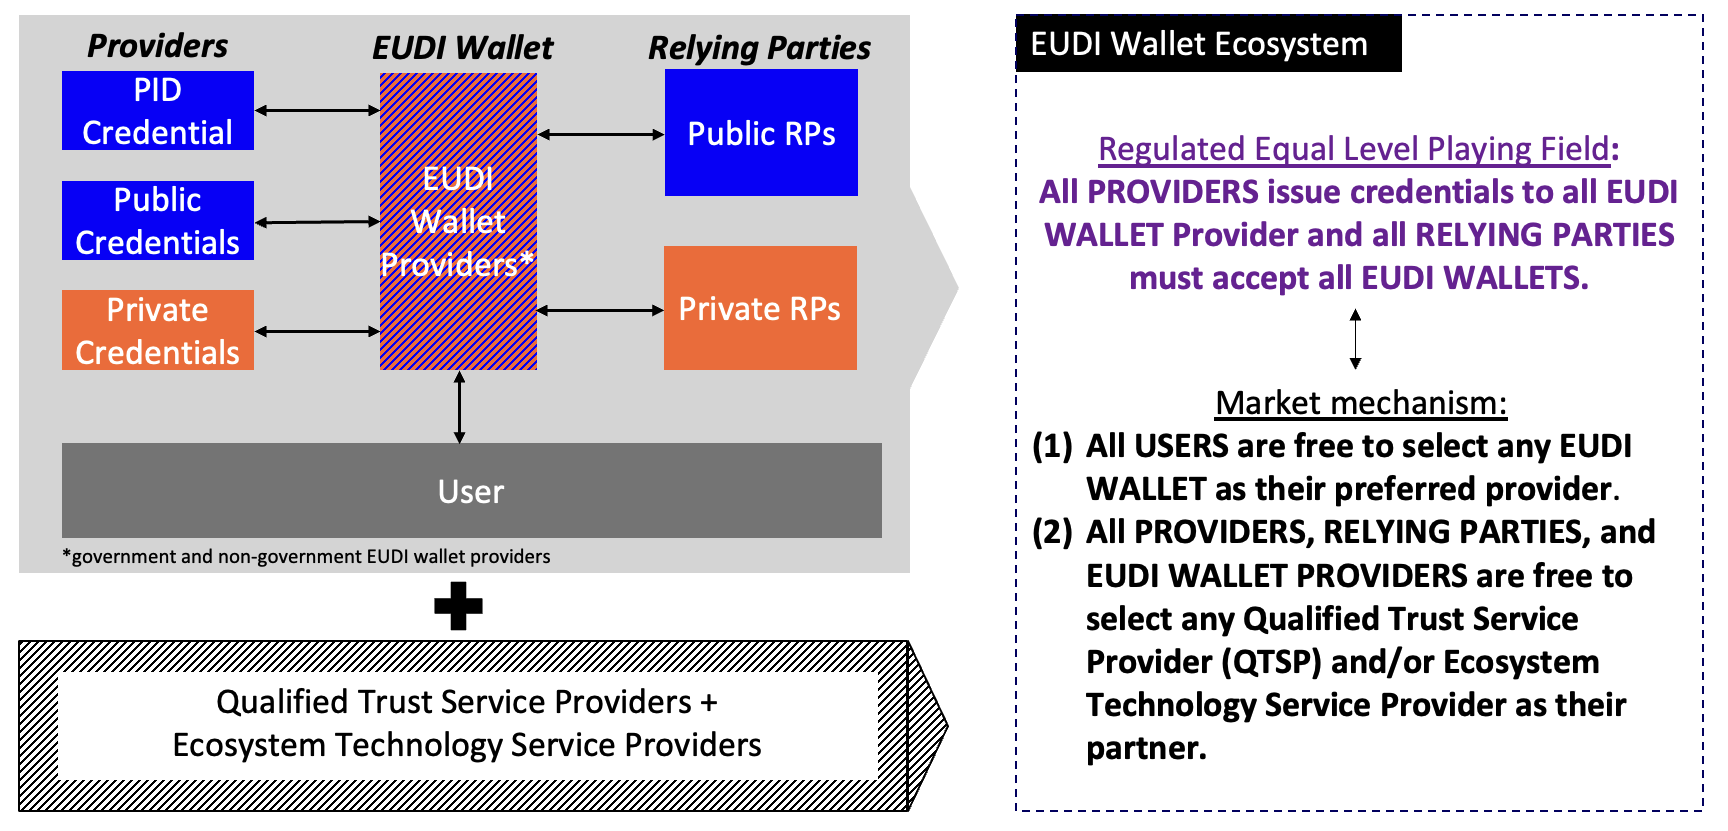 Providers
EUDI Wallet
Relying Parties
PID
Credential
Public
Credentials
Private
Credentials
EUDI
Wallet
Providers*
Public RPs
Private RPs
User
*government and non-government EUDI wallet providers
Qualified Trust Service Providers +
Ecosystem Technology Service Providers
EUDI Wallet Ecosystem
Regulated Equal Level Playing Field:
All PROVIDERS issue credentials to all EUDI
WALLET Provider and all RELYING PARTIES
must accept all EUDI WALLETS.
Market mechanism:
(1) All USERS are free to select any EUDI
WALLET as their preferred provider.
(2) All PROVIDERS, RELYING PARTIES, and
EUDI WALLET PROVIDERS are free to
select any Qualified Trust Service
Provider (QTSP) and/or Ecosystem
Technology Service Provider as their
partner.